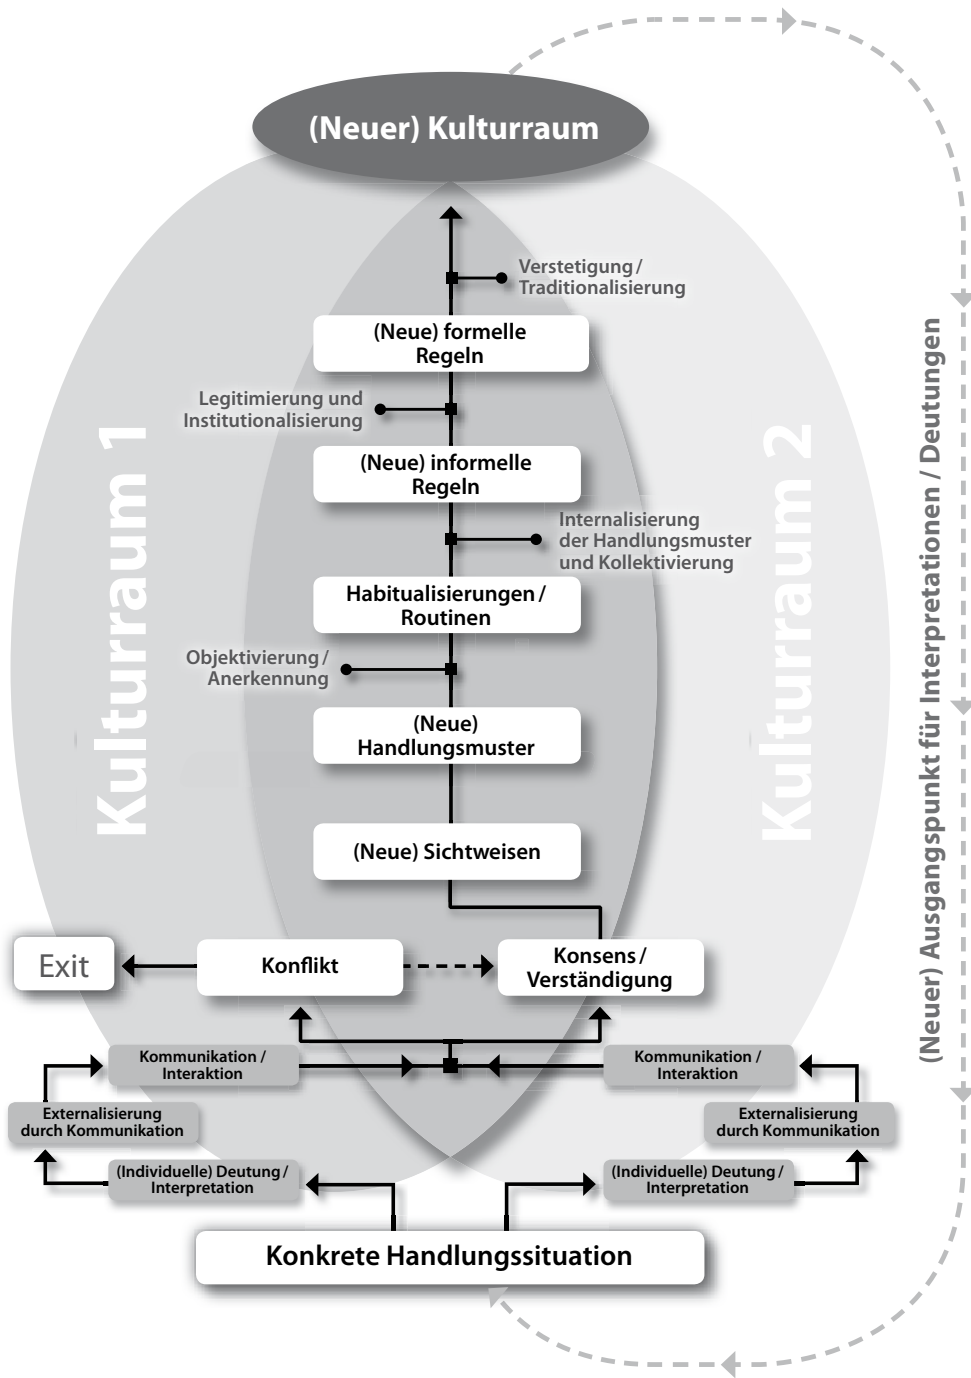 (Neuer) Kulturraum
Verstetigung /
Traditionalisierung
(Neue) formelle
Regeln
Legitimierung und
Institutionalisierung
(Neue) informelle
Regeln
Internalisierung
der Handlungsmuster
und Kollektivierung
Habitualisierungen /
Routinen
Objektivierung /
Anerkennung
(Neue)
Handlungsmuster
(Neue) Sichtweisen
Kulturraum 1
Kulturraum 2
(Neuer) Ausgangspunkt für Interpretationen / Deutungen
Exit
Konflikt
Konsens /
Verständigung
Kommunikation /
Interaktion
Kommunikation /
Interaktion
Externalisierung
durch Kommunikation
Externalisierung
durch Kommunikation
(Individuelle) Deutung /
Interpretation
(Individuelle) Deutung /
Interpretation
Konkrete Handlungssituation